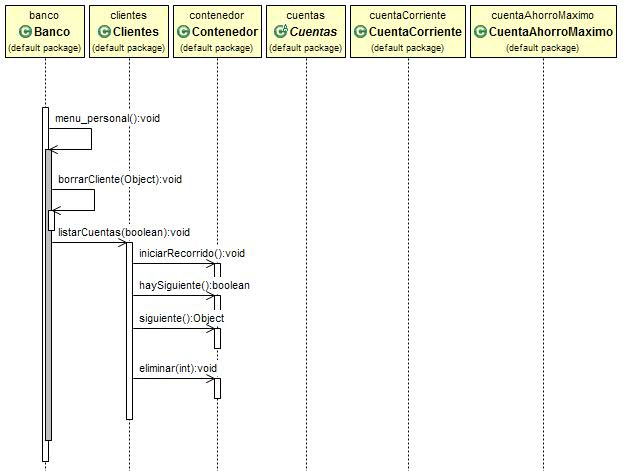 banco
C Banco
(default package)
clientes
C Clientes
(default package)
contenedor
C Contenedor
(default package)
cuentas
C A Cuentas
(default package)
cuentaCorriente
C CuentaCorriente
(default package)
cuentaAhorroMaximo
C CuentaAhorroMaximo
(default package)
menu_personal():void
borrarCliente(Object):void
listarCuentas(boolean):void
iniciarRecorrido():void
haySiguiente():boolean
siguiente():Object
eliminar(int):void